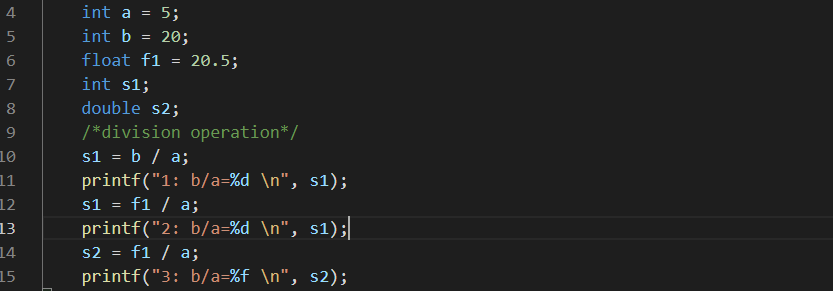 4 int a = 5;
5 int b = 20;
6 float f1 = 20.5;
7 int s1;
8 double s2;
9 /*division operation*/
10 s1 = b / a;
11 printf("1: b/a=%d \n", s1);
12 s1 = f1 / a;
13 printf("2: b/a=%d \n", s1);
14 s2 = f1 / a;
15 printf("3: b/a=%f \n", s2);